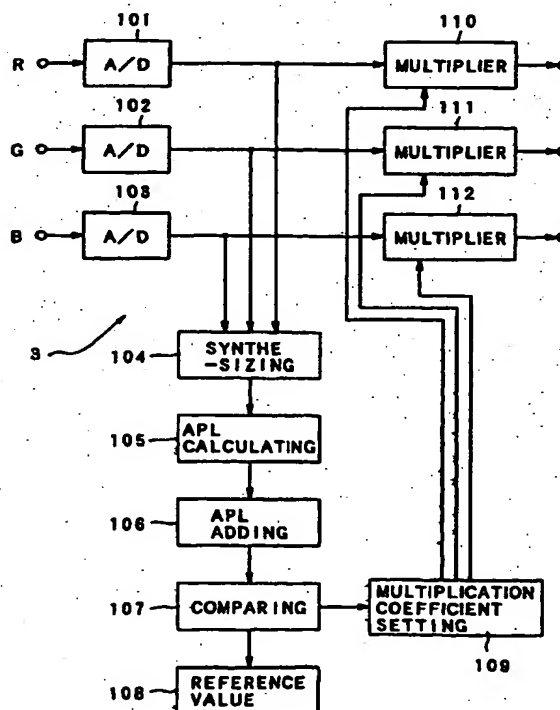 101
110
R
A/D
MULTIPLIER
102
111
G
A/D
MULTIPLIER
103
112
B
A/D
MULTIPLIER
3
104
SYNTHE
-SIZING
105
APL
CALCULATING
106
APL
ADDING
107
COMPARING
MULTIPLICATION
COEFFICIENT
SETTING
109
108
REFERENCE
VALUE